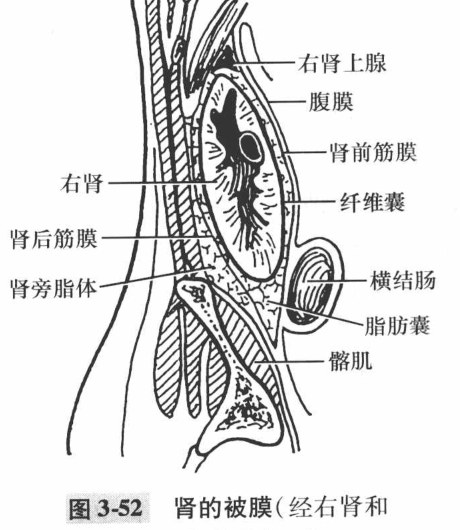 右肾上腺
腹膜
肾前筋膜
右肾
纤维囊
肾后筋膜
肾旁脂体
横结肠
脂肪囊
髂肌
图 3-52 肾的被膜（经右肾和